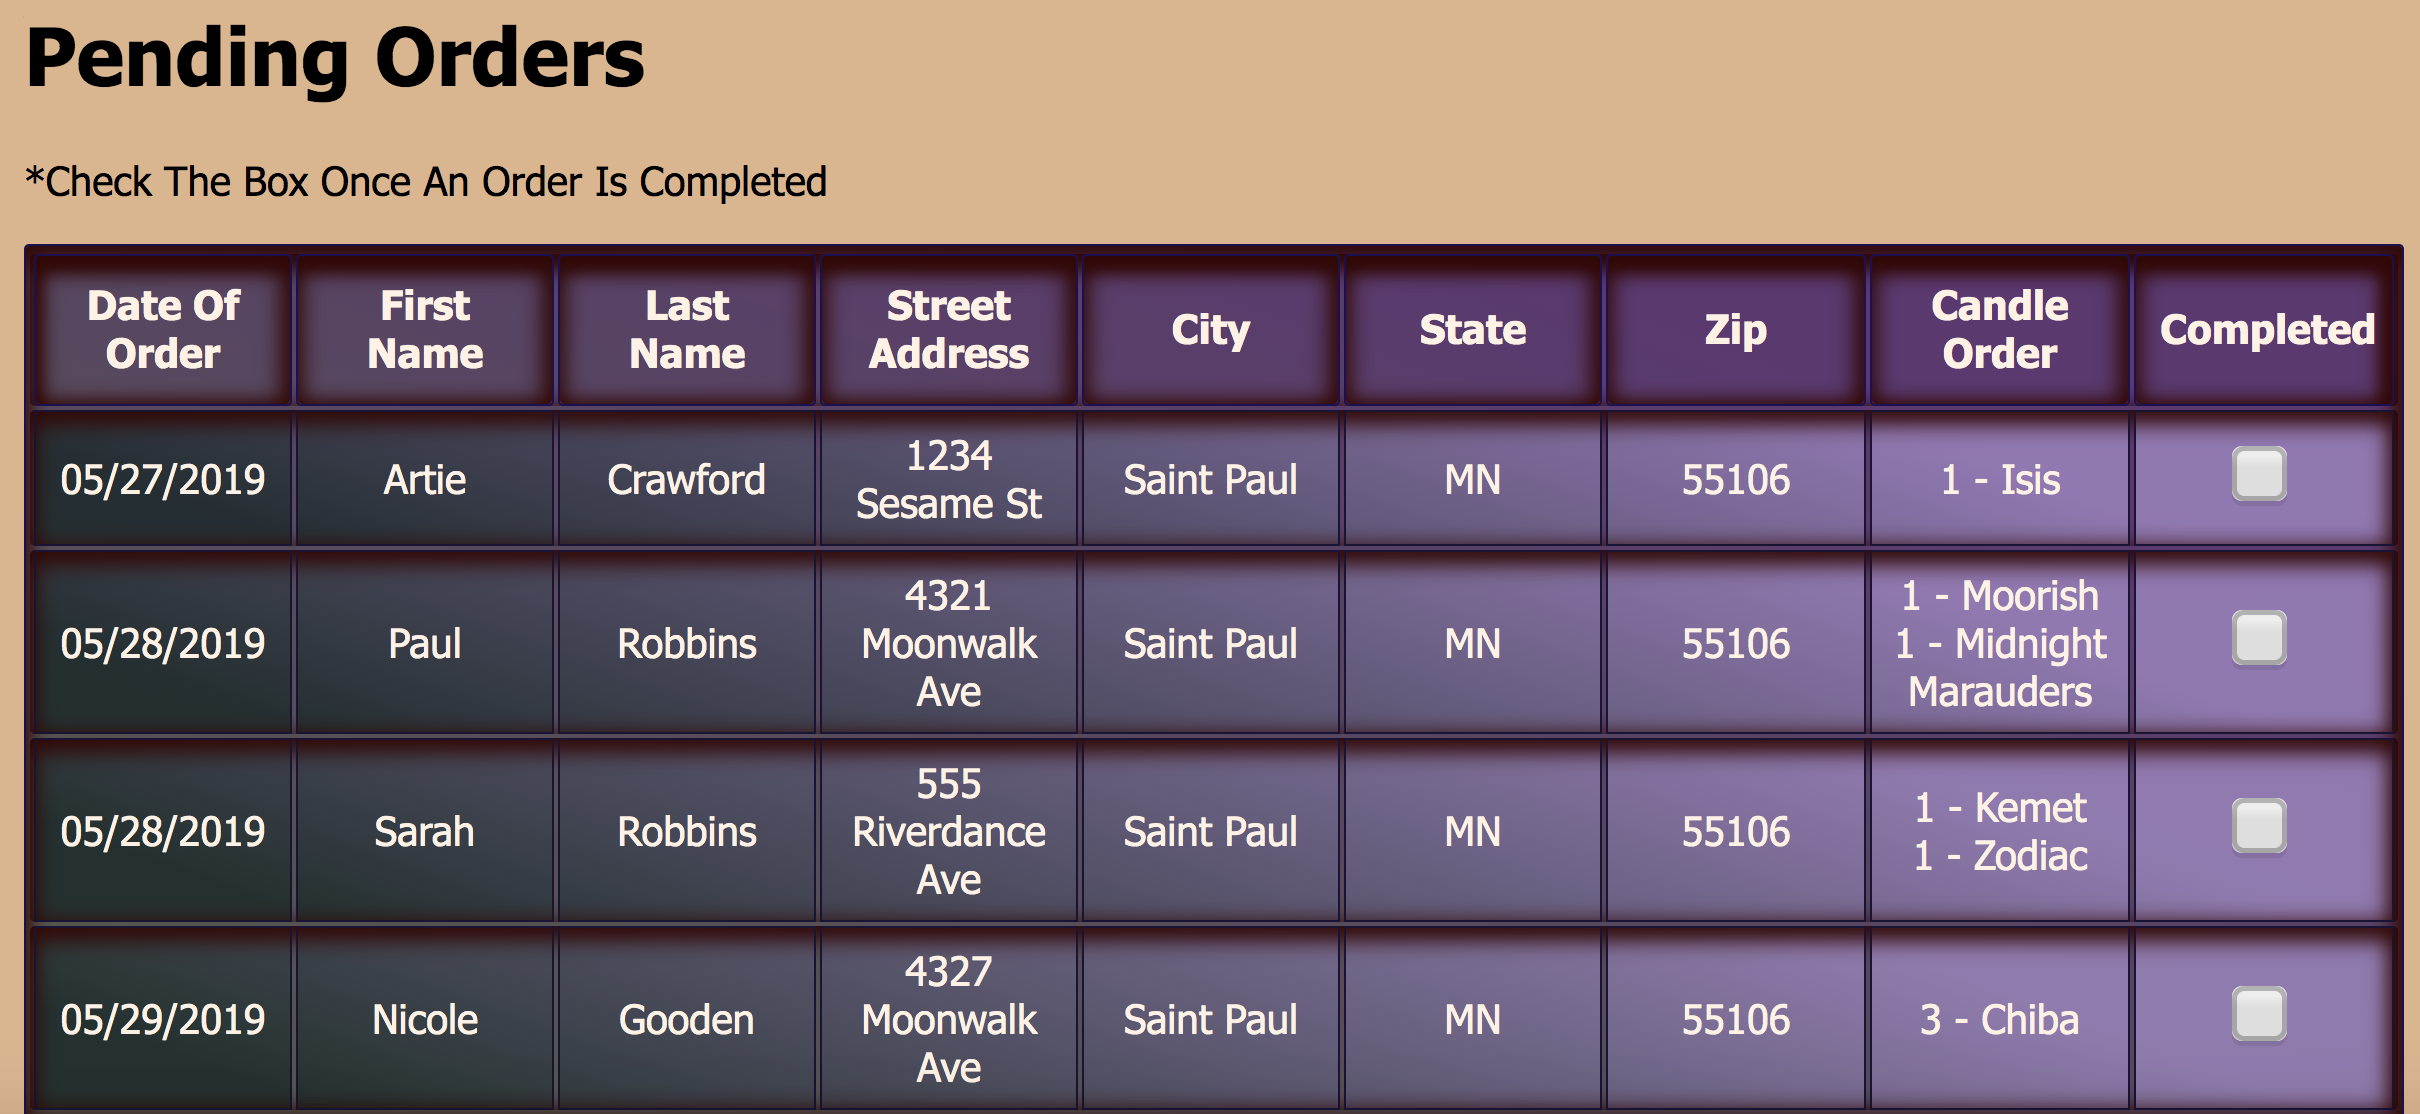 Pending Orders
*Check The Box Once An Order Is Completed
Date Of
Order
First
Name
Last
Name
Street
Address
City
State
Zip
Candle
Order
Completed
05/27/2019
Artie
Crawford
1234
Sesame St
Saint Paul
MN
55106
1 - Isis
05/28/2019
Paul
Robbins
4321
Moonwalk
Ave
Saint Paul
MN
55106
1 - Moorish
1 - Midnight
Marauders
05/28/2019
Sarah
Robbins
555
Riverdance
Ave
Saint Paul
MN
55106
1 - Kemet
1 - Zodiac
05/29/2019
Nicole
Gooden
4327
Moonwalk
Ave
Saint Paul
MN
55106
3 - Chiba